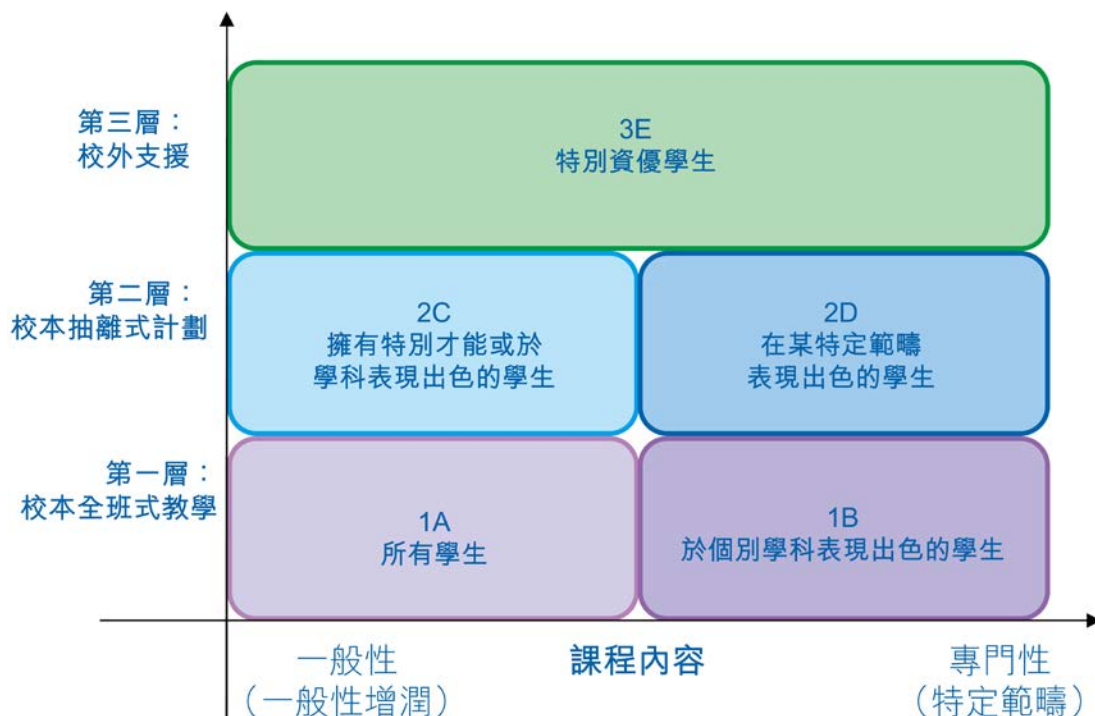 第三層：
校外支援
3E
特別資優學生
第二層：
校本抽離式計劃
2C
擁有特別才能或於
學科表現出色的學生
2D
在某特定範疇
表現出色的學生
第一層：
校本全班式教學
1A
所有學生
1B
於個別學科表現出色的學生
一般性
（一般性增潤）
課程內容
專門性
（特定範疇）